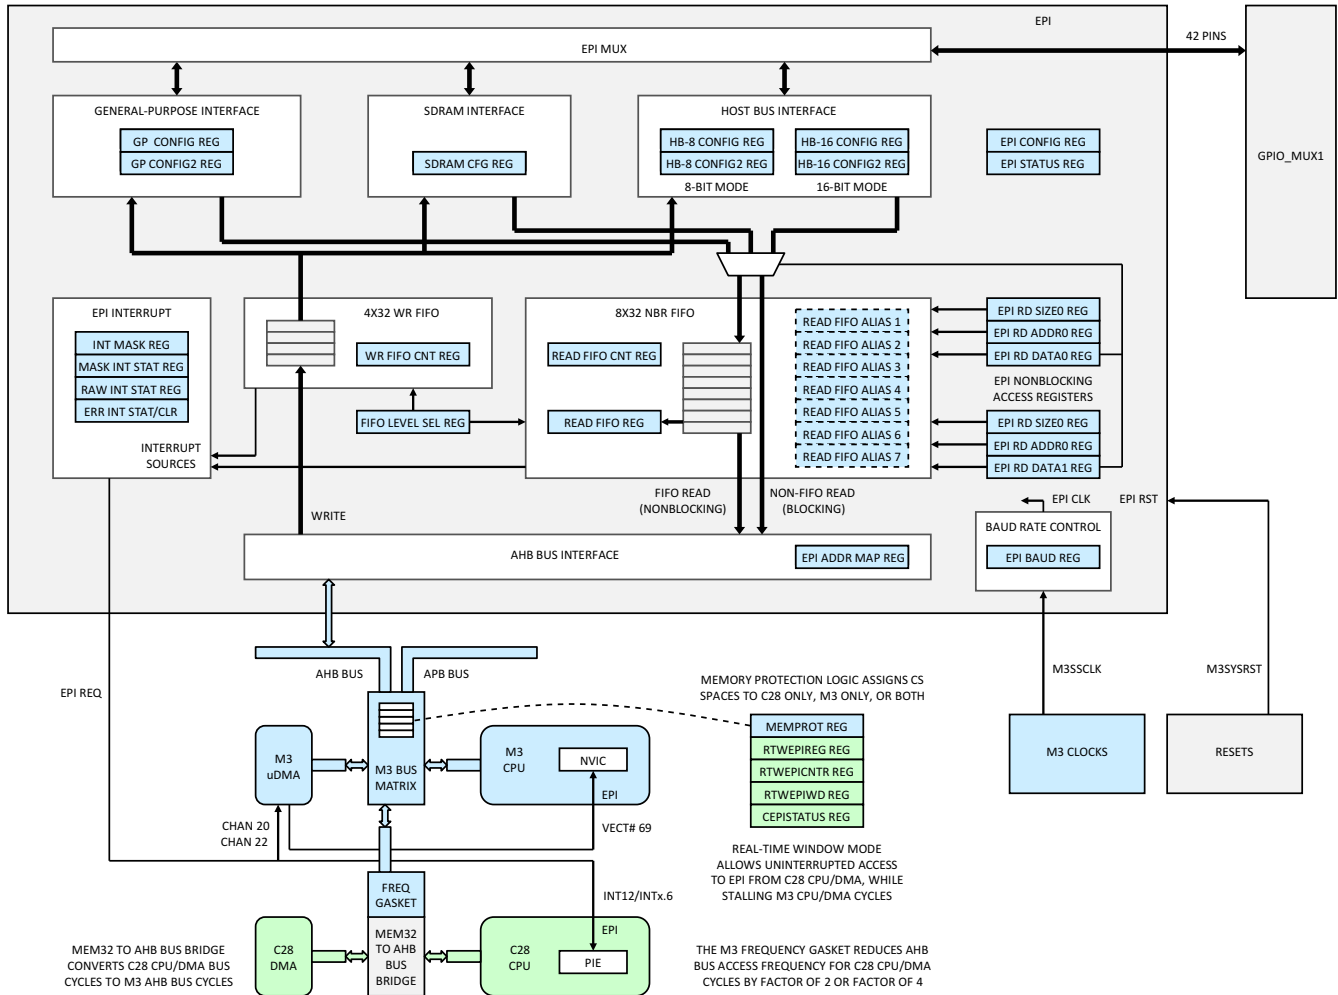 EPI
EPI MUX
42 PINS
GPIO_MUX1
GENERAL-PURPOSE INTERFACE
GP CONFIG REG
GP CONFIG2 REG
SDRAM INTERFACE
SDRAM CFG REG
HOST BUS INTERFACE
HB-8 CONFIG REG
HB-8 CONFIG2 REG
8-BIT MODE
HB-16 CONFIG REG
HB-16 CONFIG2 REG
16-BIT MODE
EPI CONFIG REG
EPI STATUS REG
EPI INTERRUPT
INT MASK REG
MASK INT STAT REG
RAW INT STAT REG
ERR INT STAT/CLR
INTERRUPT
SOURCES
4X32 WR FIFO
WR FIFO CNT REG
FIFO LEVEL SEL REG
8X32 NBR FIFO
READ FIFO CNT REG
READ FIFO REG
READ FIFO ALIAS 1
READ FIFO ALIAS 2
READ FIFO ALIAS 3
READ FIFO ALIAS 4
READ FIFO ALIAS 5
READ FIFO ALIAS 6
READ FIFO ALIAS 7
EPI RD SIZE0 REG
EPI RD ADDR0 REG
EPI RD DATA0 REG
EPI NONBLOCKING
ACCESS REGISTERS
EPI RD SIZE0 REG
EPI RD ADDR0 REG
EPI RD DATA1 REG
WRITE
FIFO READ
(NONBLOCKING)
NON-FIFO READ
(BLOCKING)
EPI CLK
EPI RST
BAUD RATE CONTROL
EPI BAUD REG
AHB BUS INTERFACE
EPI ADDR MAP REG
AHB BUS
APB BUS
EPI REQ
M3SSCLK
M3SYSRST
MEMORY PROTECTION LOGIC ASSIGNS CS
SPACES TO C28 ONLY, M3 ONLY, OR BOTH
MEMPROT REG
RTWEPIREG REG
RTWEPICNTR REG
RTWEPIWD REG
CEPISTATUS REG
M3 CLOCKS
RESETS
M3
uDMA
M3 BUS
MATRIX
M3
CPU
NVIC
EPI
CHAN 20
CHAN 22
VECT# 69
REAL-TIME WINDOW MODE
ALLOWS UNINTERRUPTED ACCESS
TO EPI FROM C28 CPU/DMA, WHILE
STALLING M3 CPU/DMA CYCLES
FREQ
GASKET
INT12/INTx.6
MEM32 TO AHB BUS BRIDGE
CONVERTS C28 CPU/DMA BUS
CYCLES TO M3 AHB BUS CYCLES
C28
DMA
MEM32
TO AHB
BUS
BRIDGE
C28
CPU
EPI
PIE
THE M3 FREQUENCY GASKET REDUCES AHB
BUS ACCESS FREQUENCY FOR C28 CPU/DMA
CYCLES BY FACTOR OF 2 OR FACTOR OF 4